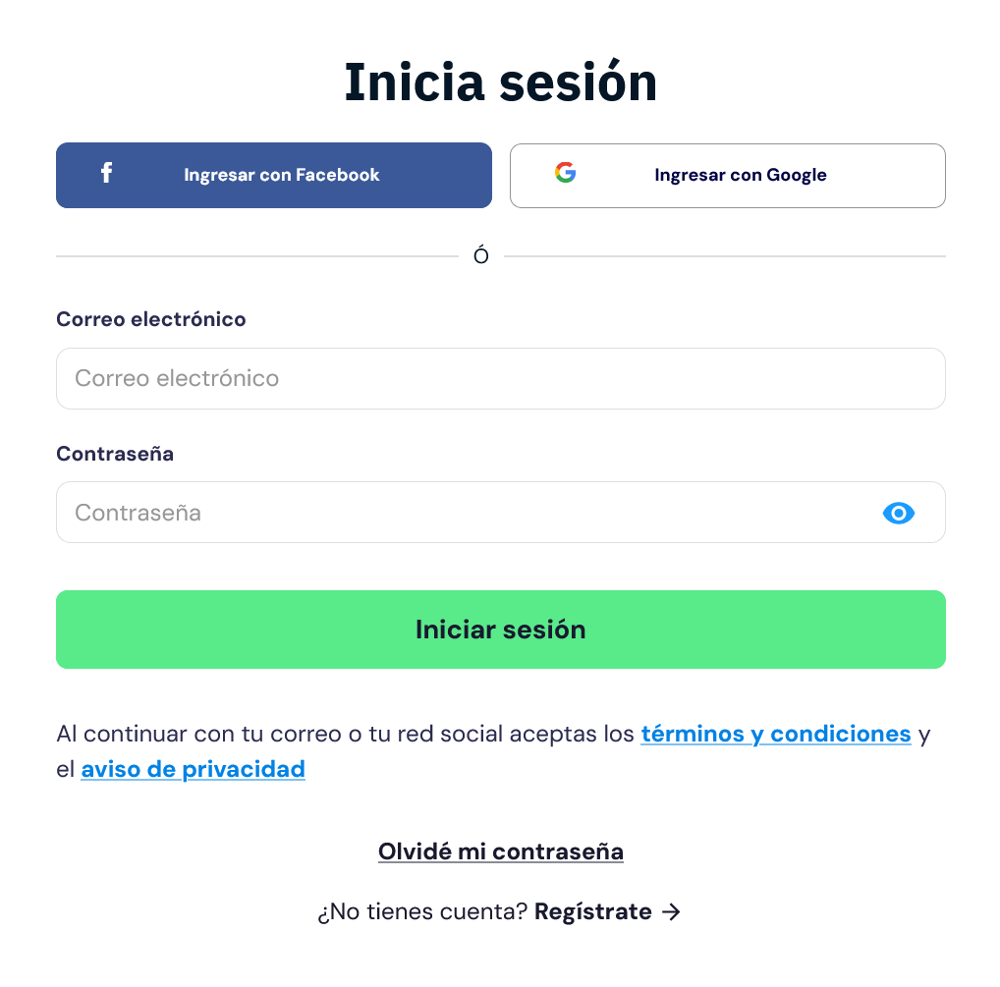 Inicia sesión
Ingresar con Facebook
Ingresar con Google
Ó
Correo electrónico
Correo electrónico
Contraseña
Contraseña
Iniciar sesión
Al continuar con tu correo o tu red social aceptas los términos y condiciones y
el aviso de privacidad
Olvidé mi contraseña
¿No tienes cuenta? Regístrate →